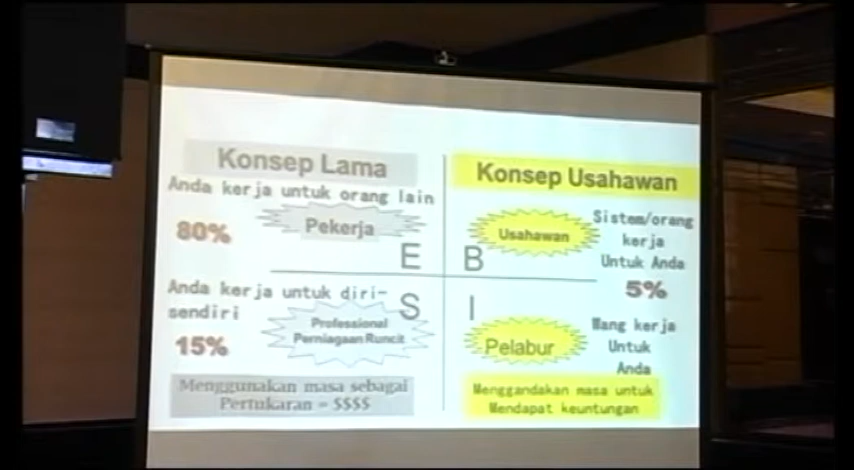 Konsep Lama
Anda kerja untuk orang lain
80%
Pekerja
E
Anda kerja untuk diri-
sendiri
S
15%
Professional
Perniagaan Runcit
Menggunakan masa sebagai
Pertukaran = $$$$
Konsep Usahawan
B
Usahawan
Sistem/orang
kerja
Untuk Anda
5%
I
Pelabur
Wang kerja
Untuk
Anda
Menggandakan masa untuk
Mendapat keuntungan